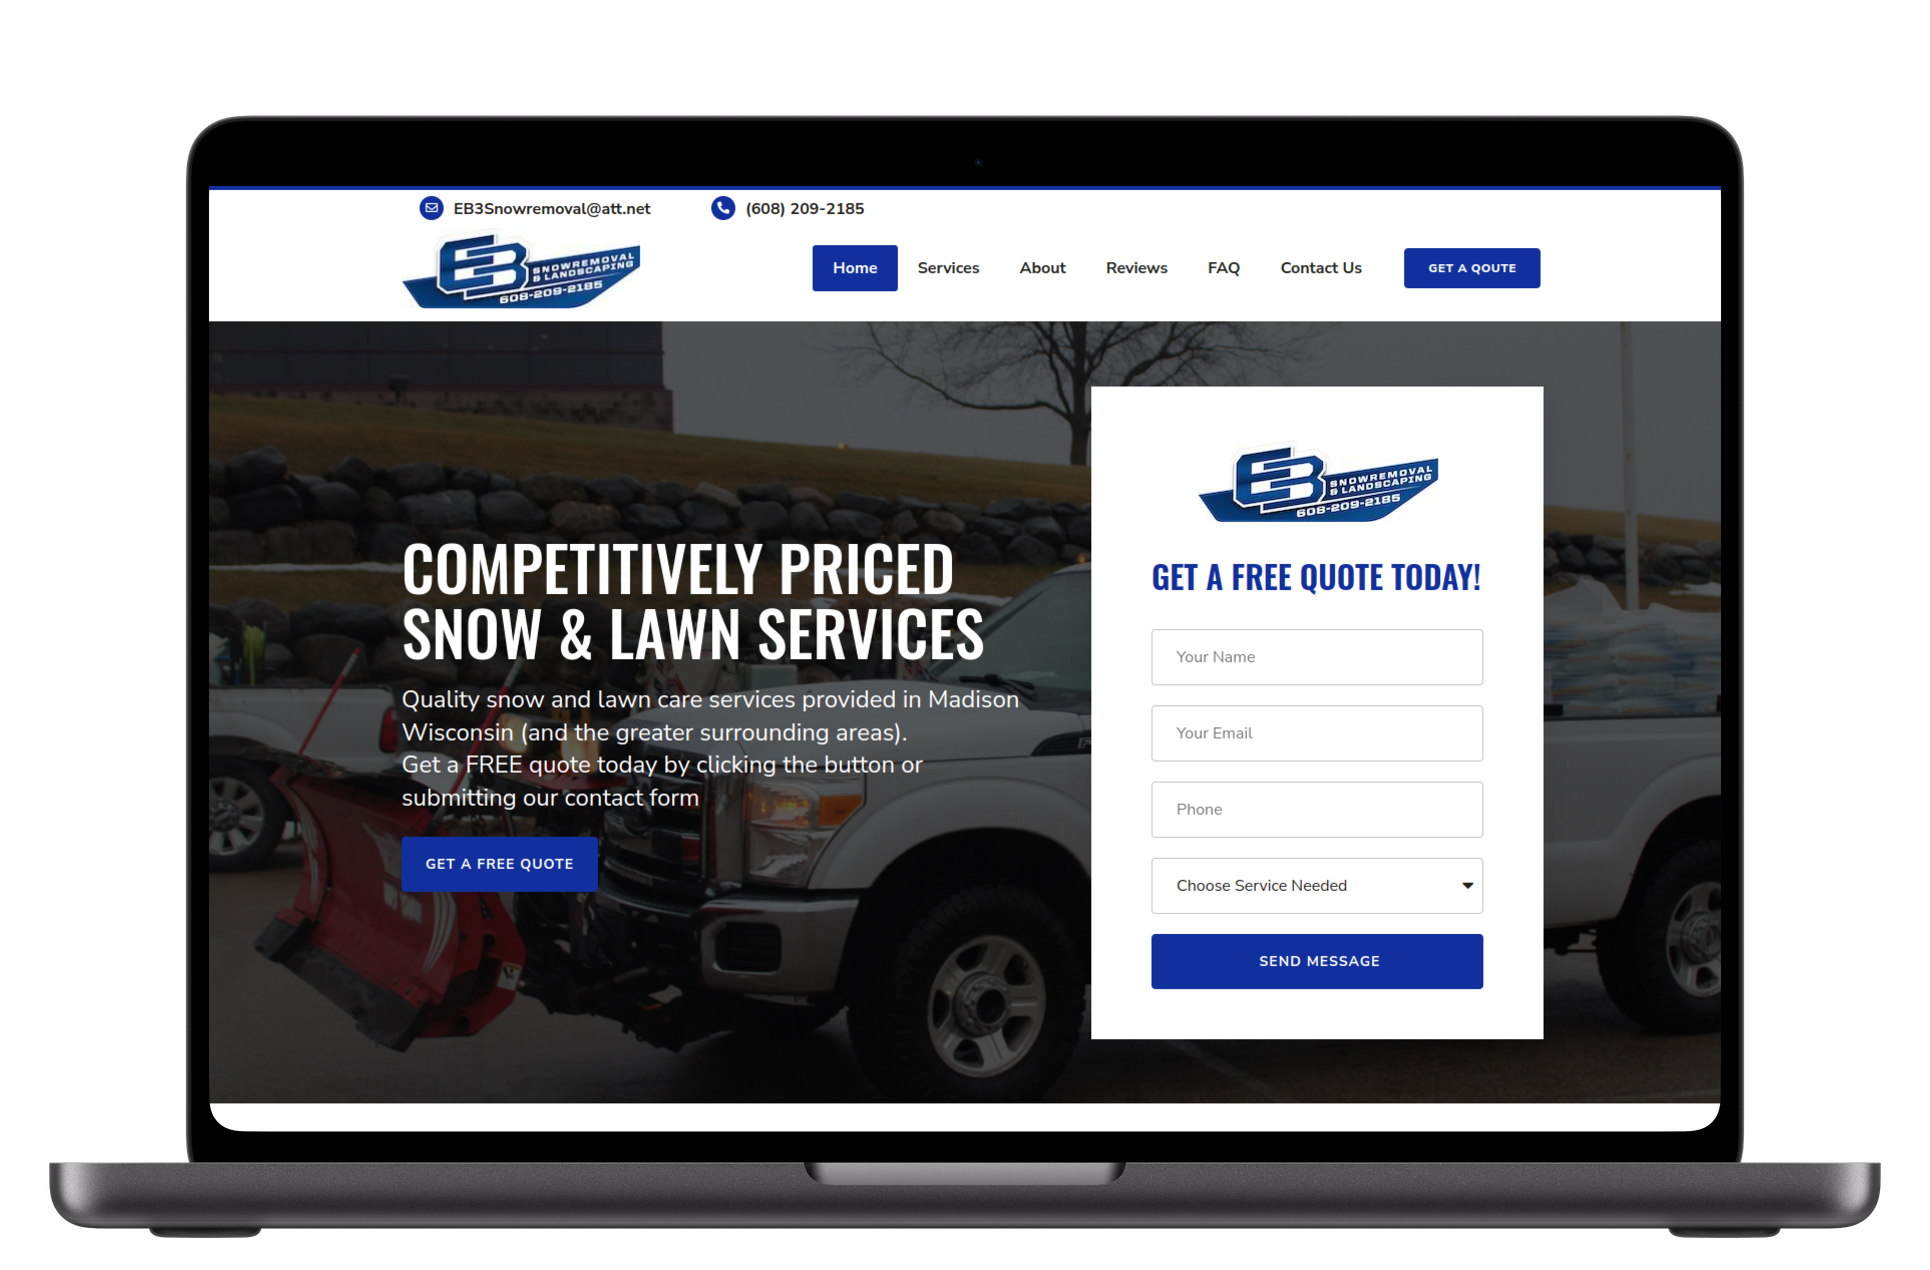 EB3Snowremoval@att.net
(608) 209-2185
EB
SNOWREMOVAL
& LANDSCAPING
608-209-2185
Home
Services
About
Reviews
FAQ
Contact Us
GET A QOUTE
COMPETITIVELY PRICED
SNOW & LAWN SERVICES
Quality snow and lawn care services provided in Madison
Wisconsin (and the greater surrounding areas).
Get a FREE quote today by clicking the button or
submitting our contact form
GET A FREE QUOTE
EB
SNOWREMOVAL
& LANDSCAPING
608-209-2185
GET A FREE QUOTE TODAY!
Your Name
Your Email
Phone
Choose Service Needed
SEND MESSAGE